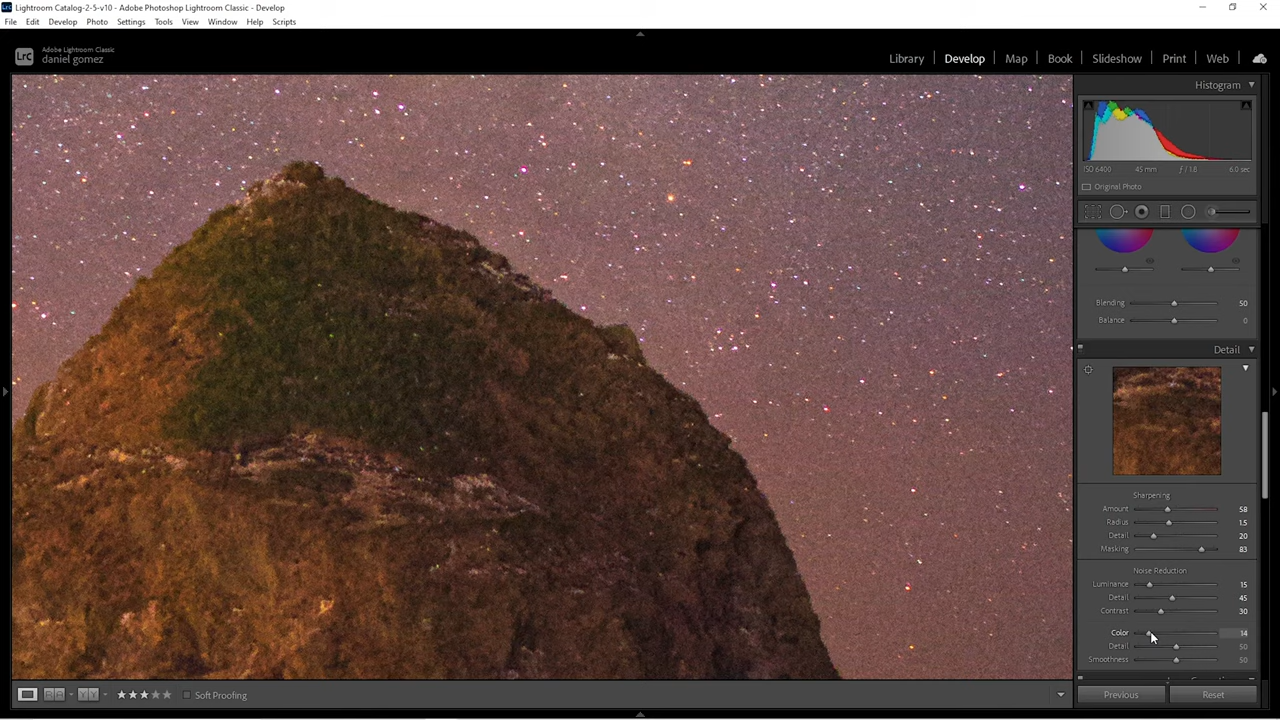 Lightroom Catalog-2-5-v10 - Adobe Photoshop Lightroom Classic - Develop
File Edit Develop Photo Settings Tools View Window Help Scripts
Lrc
Adobe Lightroom Classic
daniel gomez
Library Develop Map Book Slideshow Print Web
Histogram
ISO 6400 45 mm ƒ / 1.8 6.0 sec
Original Photo
Blending 50
Balance 0
Detail
Sharpening
Amount 58
Radius 1.5
Detail 20
Masking 83
Noise Reduction
Luminance 15
Detail 45
Contrast 30
Color 14
Detail 50
Smoothness 50
Soft Proofing
Previous Reset